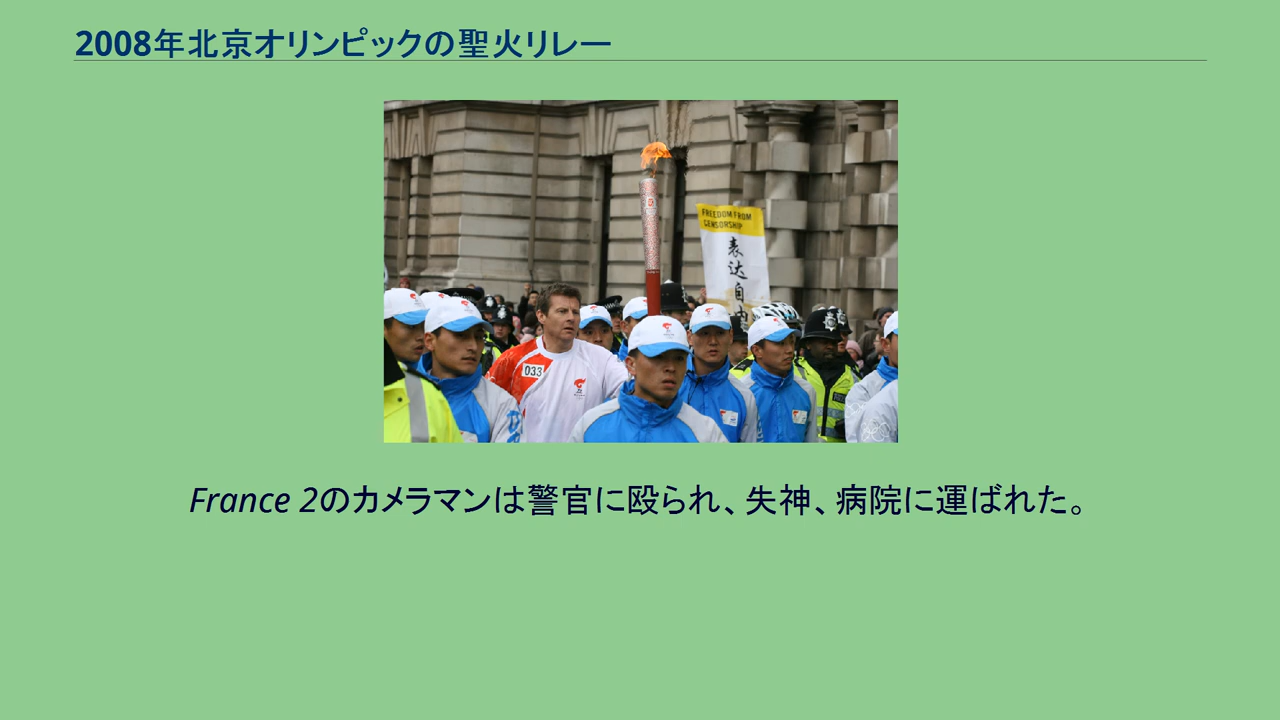 2008年北京オリンピックの聖火リレー
FREEDOM FROM
CENSORSHIP
表
达
自
033
France 2のカメラマンは警官に殴られ、失神、病院に運ばれた。